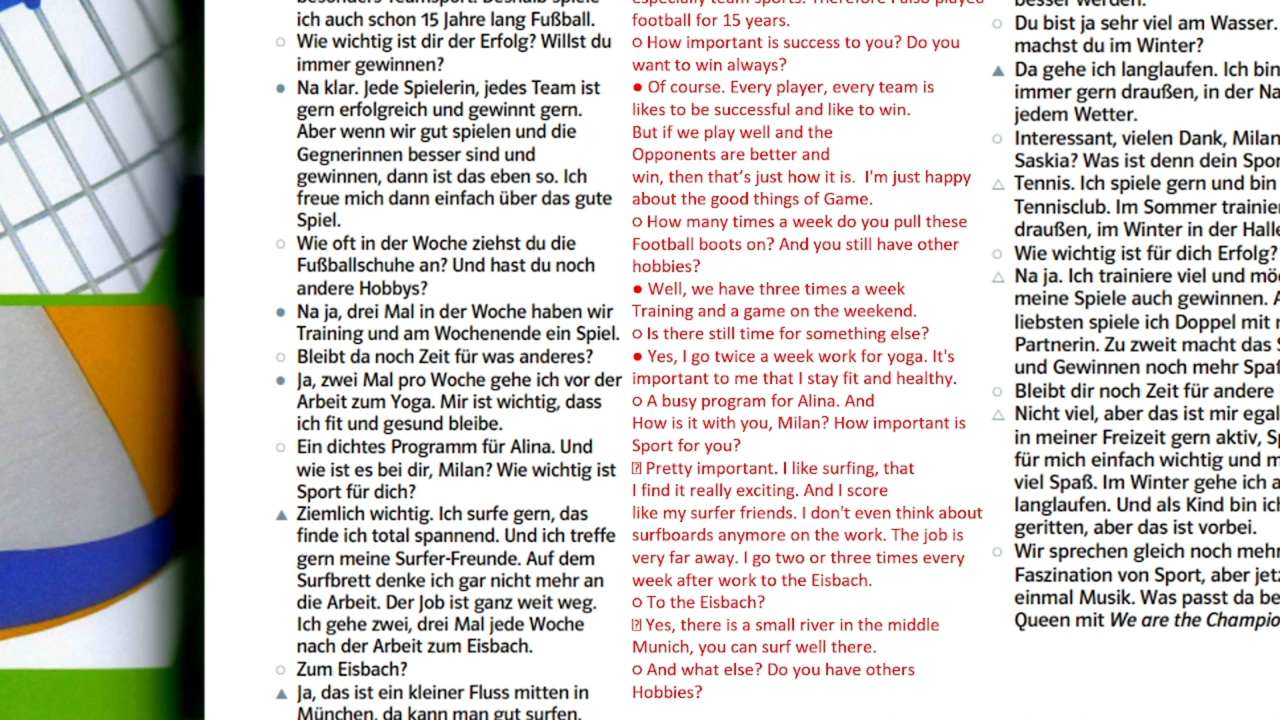 besonders Teamsport. Deshalb spiele
ich auch schon 15 Jahre lang Fußball.
○ Wie wichtig ist dir der Erfolg? Willst du
immer gewinnen?
● Na klar. Jede Spielerin, jedes Team ist
gern erfolgreich und gewinnt gern.
Aber wenn wir gut spielen und die
Gegnerinnen besser sind und
gewinnen, dann ist das eben so. Ich
freue mich dann einfach über das gute
Spiel.
○ Wie oft in der Woche ziehst du die
Fußballschuhe an? Und hast du noch
andere Hobbys?
● Na ja, drei Mal in der Woche haben wir
Training und am Wochenende ein Spiel.
○ Bleibt da noch Zeit für was anderes?
● Ja, zwei Mal pro Woche gehe ich vor der
Arbeit zum Yoga. Mir ist wichtig, dass
ich fit und gesund bleibe.
○ Ein dichtes Programm für Alina. Und
wie ist es bei dir, Milan? Wie wichtig ist
Sport für dich?
▲ Ziemlich wichtig. Ich surfe gern, das
finde ich total spannend. Und ich treffe
gern meine Surfer-Freunde. Auf dem
Surfbrett denke ich gar nicht mehr an
die Arbeit. Der Job ist ganz weit weg.
Ich gehe zwei, drei Mal jede Woche
nach der Arbeit zum Eisbach.
○ Zum Eisbach?
▲ Ja, das ist ein kleiner Fluss mitten in
München, da kann man gut surfen.
especially team sports. Therefore I also played
football for 15 years.
○ How important is success to you? Do you
want to win always?
● Of course. Every player, every team is
likes to be successful and like to win.
But if we play well and the
Opponents are better and
win, then that’s just how it is. I'm just happy
about the good things of Game.
○ How many times a week do you pull these
Football boots on? And you still have other
hobbies?
● Well, we have three times a week
Training and a game on the weekend.
○ Is there still time for something else?
● Yes, I go twice a week work for yoga. It's
important to me that I stay fit and healthy.
○ A busy program for Alina. And
How is it with you, Milan? How important is
Sport for you?
Pretty important. I like surfing, that
I find it really exciting. And I score
like my surfer friends. I don't even think about
surfboards anymore on the work. The job is
very far away. I go two or three times every
week after work to the Eisbach.
○ To the Eisbach?
Yes, there is a small river in the middle
Munich, you can surf well there.
○ And what else? Do you have others
Hobbies?
besser werden.
○ Du bist ja sehr viel am Wasser.
machst du im Winter?
▲ Da gehe ich langlaufen. Ich bin
immer gern draußen, in der Na
jedem Wetter.
○ Interessant, vielen Dank, Milan
Saskia? Was ist denn dein Spor
△ Tennis. Ich spiele gern und bin
Tennisclub. Im Sommer trainier
draußen, im Winter in der Halle
○ Wie wichtig ist für dich Erfolg?
△ Na ja. Ich trainiere viel und möc
meine Spiele auch gewinnen. A
liebsten spiele ich Doppel mit
Partnerin. Zu zweit macht das S
und Gewinnen noch mehr Spaß
○ Bleibt dir noch Zeit für andere
△ Nicht viel, aber das ist mir egal
in meiner Freizeit gern aktiv, Sp
für mich einfach wichtig und m
viel Spaß. Im Winter gehe ich a
langlaufen. Und als Kind bin ich
geritten, aber das ist vorbei.
○ Wir sprechen gleich noch mehr
Faszination von Sport, aber jetz
einmal Musik. Was passt da be
Queen mit We are the Champio